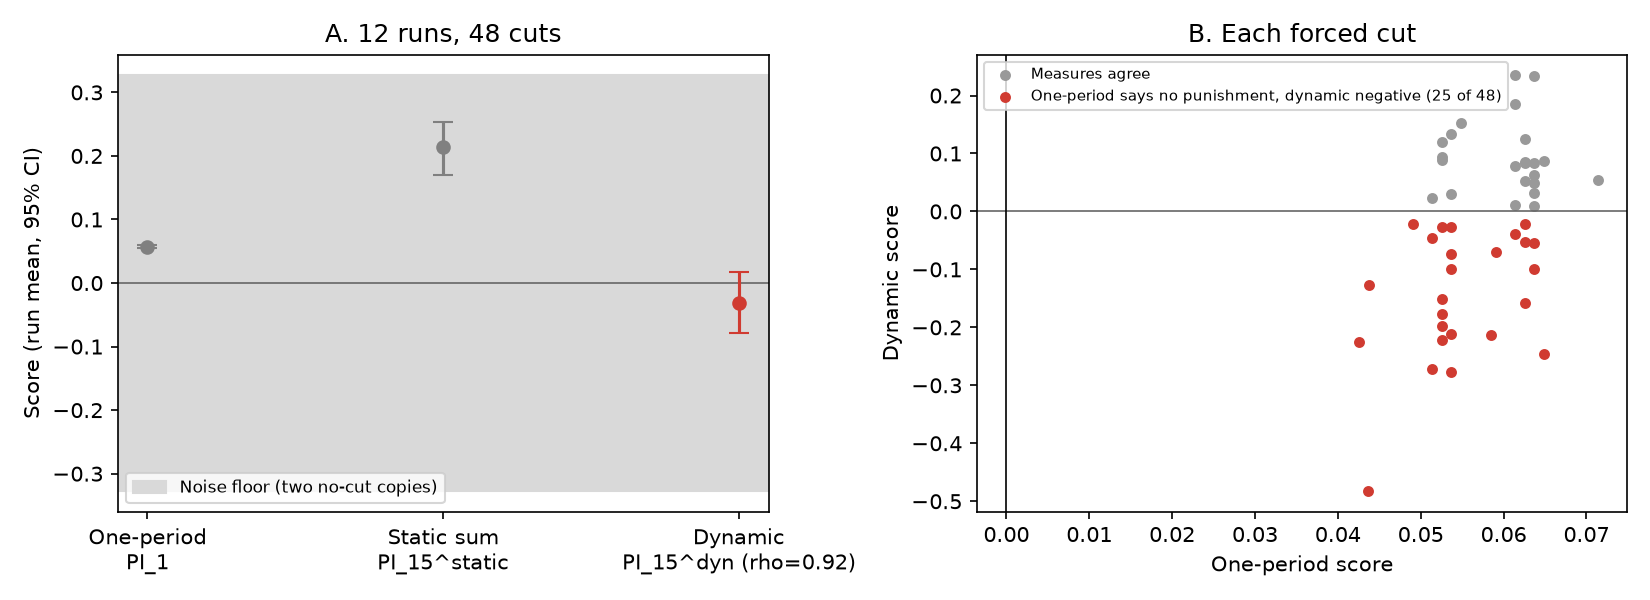 A. 12 runs, 48 cuts
Score (run mean, 95% CI)
0.3
0.2
0.1
0.0
−0.1
−0.2
−0.3
Noise floor (two no-cut copies)
One-period
PI_1
Static sum
PI_15^static
Dynamic
PI_15^dyn (rho=0.92)
B. Each forced cut
Measures agree
One-period says no punishment, dynamic negative (25 of 48)
Dynamic score
0.2
0.1
0.0
−0.1
−0.2
−0.3
−0.4
−0.5
0.00 0.01 0.02 0.03 0.04 0.05 0.06 0.07
One-period score